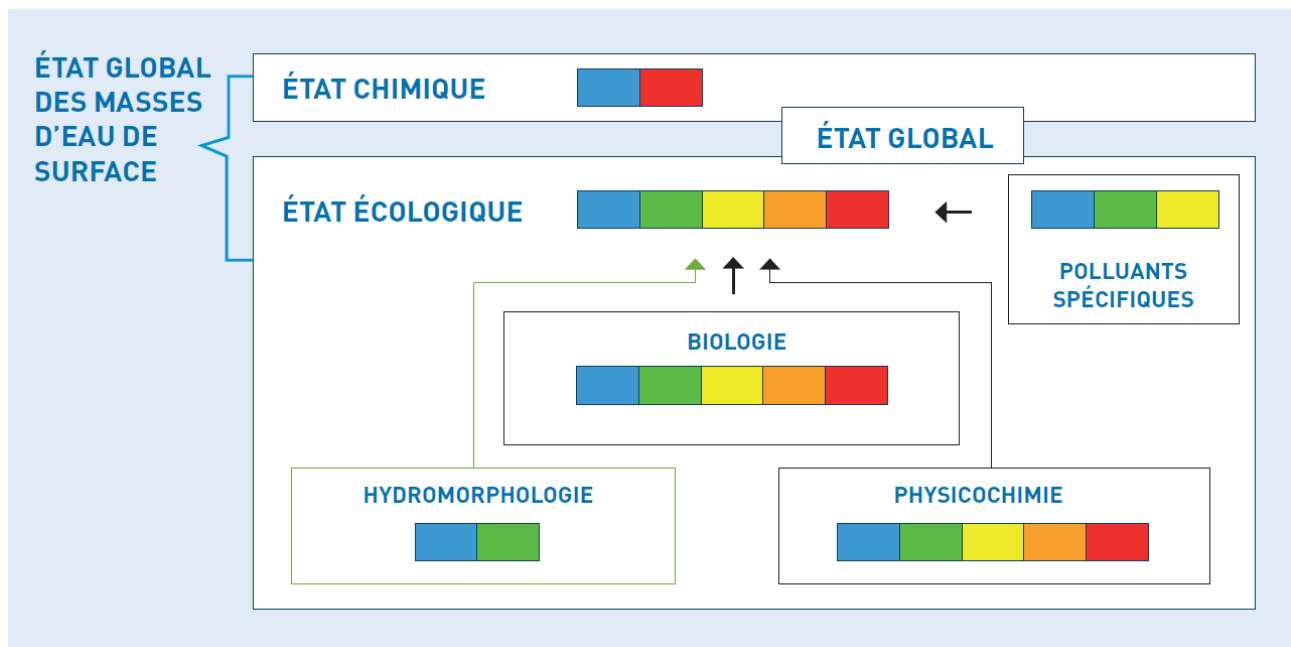 ÉTAT GLOBAL
DES MASSES
D'EAU DE
SURFACE
ÉTAT CHIMIQUE
ÉTAT GLOBAL
ÉTAT ÉCOLOGIQUE
POLLUANTS
SPÉCIFIQUES
BIOLOGIE
HYDROMORPHOLOGIE
PHYSICOCHIMIE